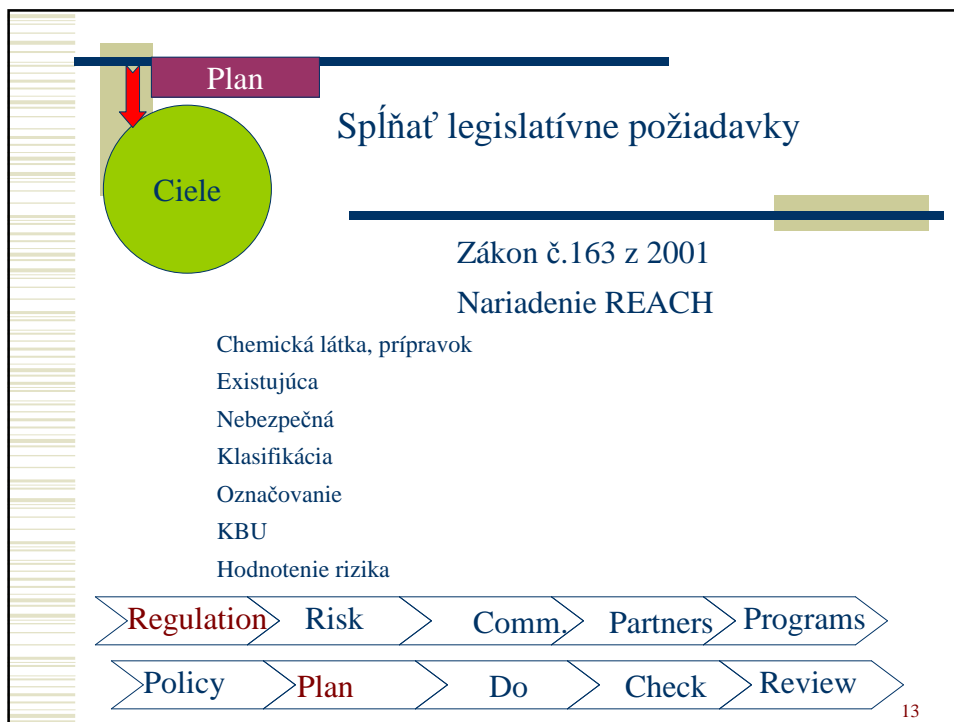 Plan
Spĺňať legislatívne požiadavky
Ciele
Zákon č.163 z 2001
Nariadenie REACH
Chemická látka, prípravok
Existujúca
Nebezpečná
Klasifikácia
Označovanie
KBU
Hodnotenie rizika
Regulation Risk Comm. Partners Programs
Policy Plan Do Check Review
13